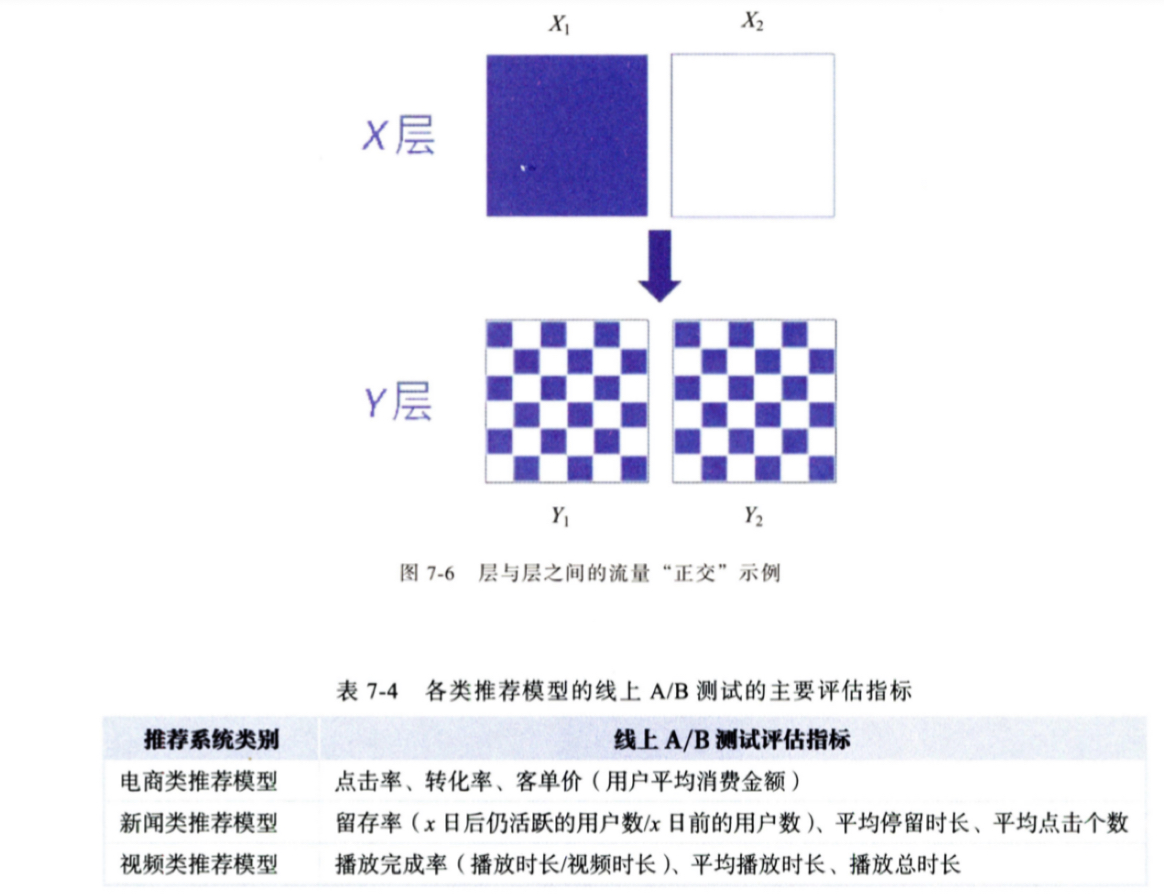 X₁ X₂
X层
Y层
Y₁ Y₂
图 7-6 层与层之间的流量“正交”示例
表 7-4 各类推荐模型的线上 A/B 测试的主要评估指标
推荐系统类别 线上 A/B 测试评估指标
电商类推荐模型 点击率、转化率、客单价（用户平均消费金额）
新闻类推荐模型 留存率（x 日后仍活跃的用户数/x 日前的用户数）、平均停留时长、平均点击个数
视频类推荐模型 播放完成率（播放时长/视频时长）、平均播放时长、播放总时长